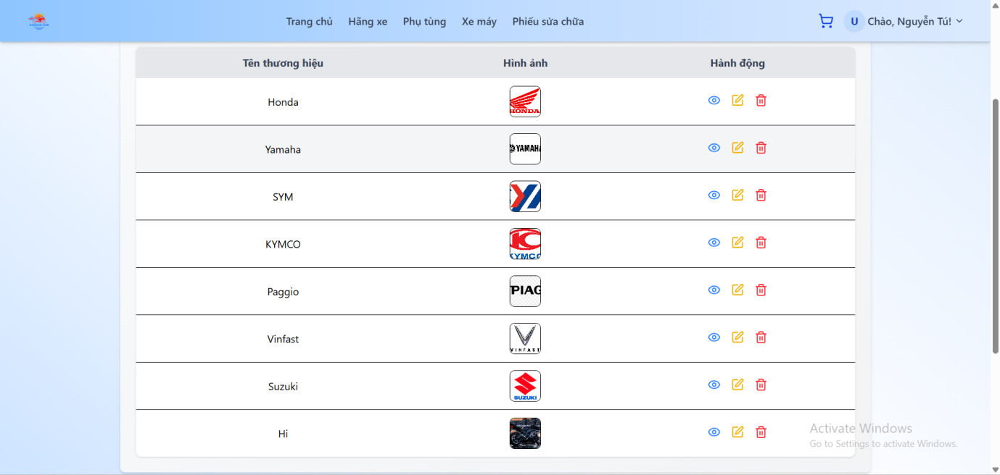 Trang chủ Hãng xe Phụ tùng Xe máy Phiếu sửa chữa U Chào, Nguyễn Tú!
Tên thương hiệu Hình ảnh Hành động
Honda HONDA
Yamaha YAMAHA
SYM
KYMCO KYMCO
Paggio PIAG
Vinfast VINFAST
Suzuki SUZUKI
Hi
Activate Windows
Go to Settings to activate Windows.